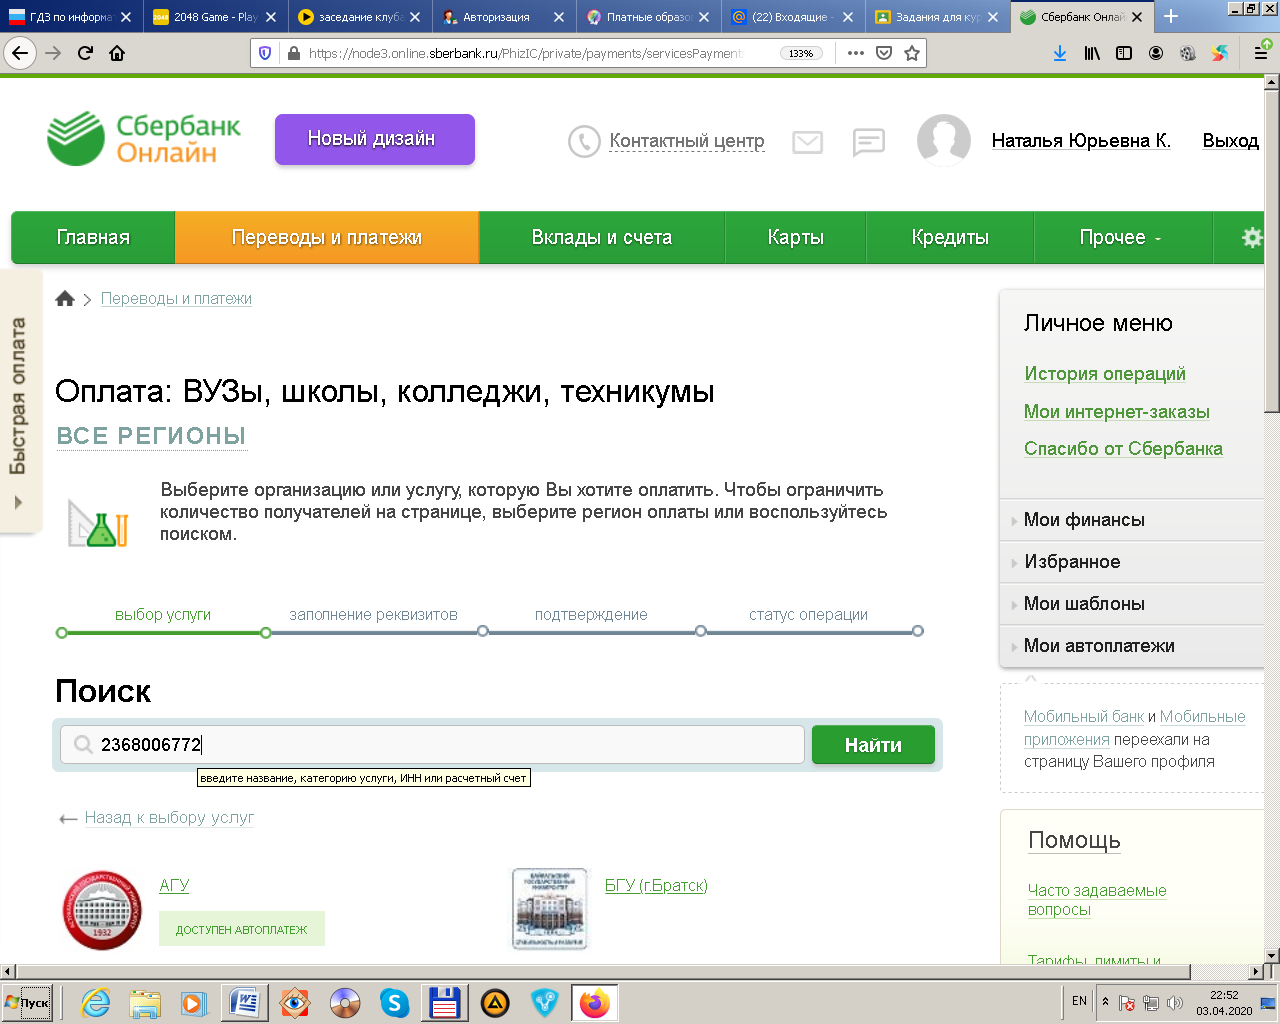 ГДЗ по информа
2048 Game - Play
заседание клуба
Авторизация
Платные образо
(22) Входящие -
Задания для кур
Сбербанк Онлай
https://node3.online.sberbank.ru/PhizIC/private/payments/servicesPayment
133%
Сбербанк
Онлайн
Новый дизайн
Контактный центр
Наталья Юрьевна К.
Выход
Главная
Переводы и платежи
Вклады и счета
Карты
Кредиты
Прочее
Быстрая оплата
Переводы и платежи
Оплата: ВУЗы, школы, колледжи, техникумы
ВСЕ РЕГИОНЫ
Выберите организацию или услугу, которую Вы хотите оплатить. Чтобы ограничить
количество получателей на странице, выберите регион оплаты или воспользуйтесь
поиском.
выбор услуги
заполнение реквизитов
подтверждение
статус операции
Поиск
2368006772
Найти
введите название, категорию услуги, ИНН или расчетный счет
Назад к выбору услуг
АГУ
ДОСТУПЕН АВТОПЛАТЕЖ
1932
БГУ (г.Братск)
Личное меню
История операций
Мои интернет-заказы
Спасибо от Сбербанка
Мои финансы
Избранное
Мои шаблоны
Мои автоплатежи
Мобильный банк и Мобильные
приложения переехали на
страницу Вашего профиля
Помощь
Часто задаваемые
вопросы
Тарифы, лимиты и
Пуск
EN
22:52
03.04.2020